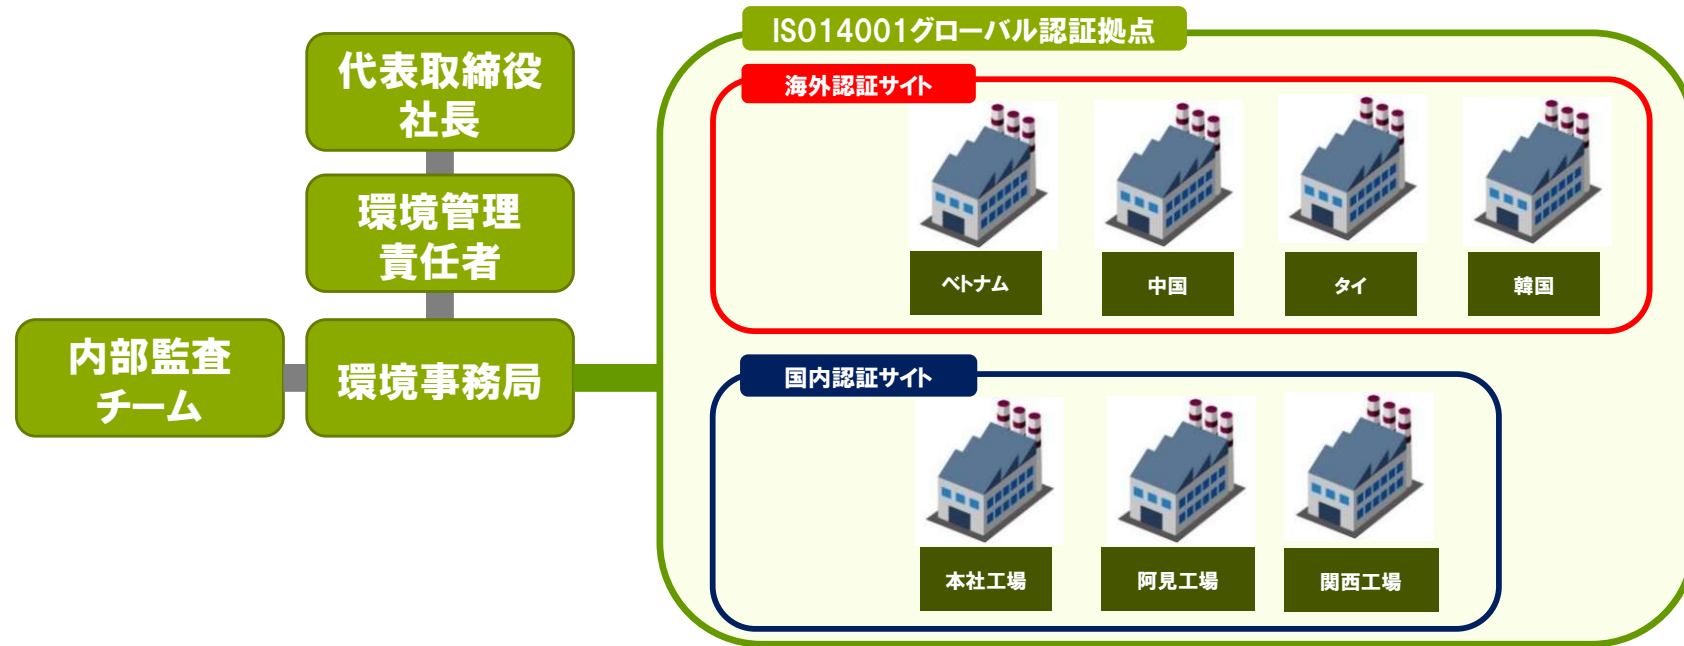 代表取締役
社長
環境管理
責任者
内部監査
チーム
環境事務局
ISO14001グローバル認証拠点
海外認証サイト
ベトナム
中国
タイ
韓国
国内認証サイト
本社工場
阿見工場
関西工場